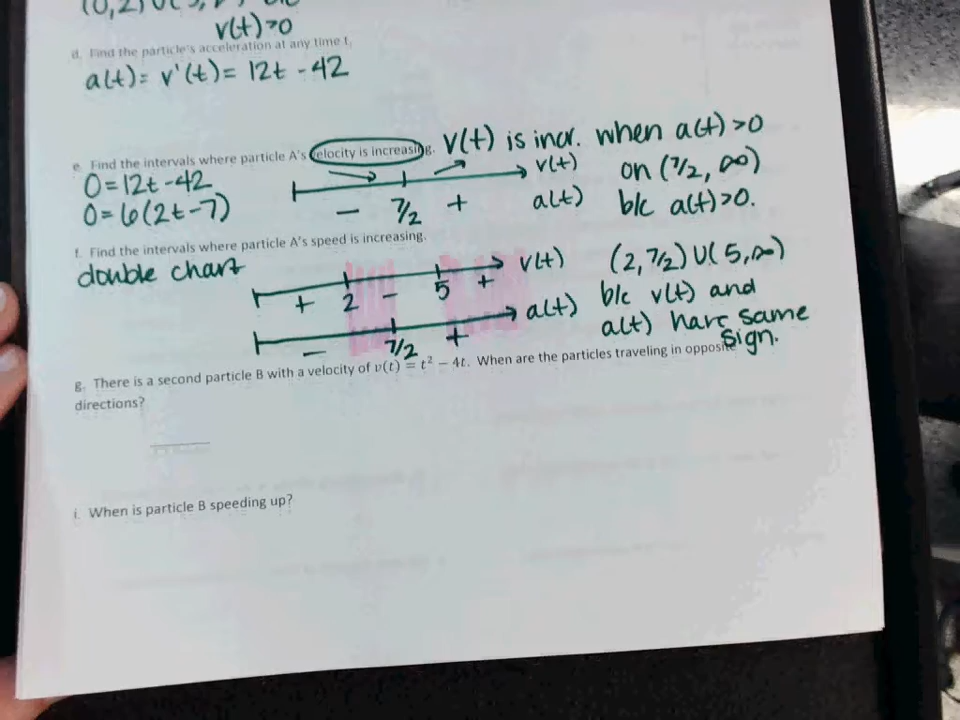 v(t)>0
d. Find the particle's acceleration at any time t.
a(t) = v'(t) = 12t - 42
e. Find the intervals where particle A's velocity is increasing. v(t) is incr. when a(t) >0
0 = 12t - 42
v(t)
on (7/2, ∞)
0 = 6(2t - 7)
− 7/2 + a(t)
b/c a(t)>0.
f. Find the intervals where particle A's speed is increasing.
double chart
+ 2 − 5 + v(t)
(2, 7/2) U (5, ∞)
− 7/2 + a(t)
b/c v(t) and
a(t) have same
sign.
g. There is a second particle B with a velocity of v(t) = t² − 4t. When are the particles traveling in opposite
directions?
i. When is particle B speeding up?